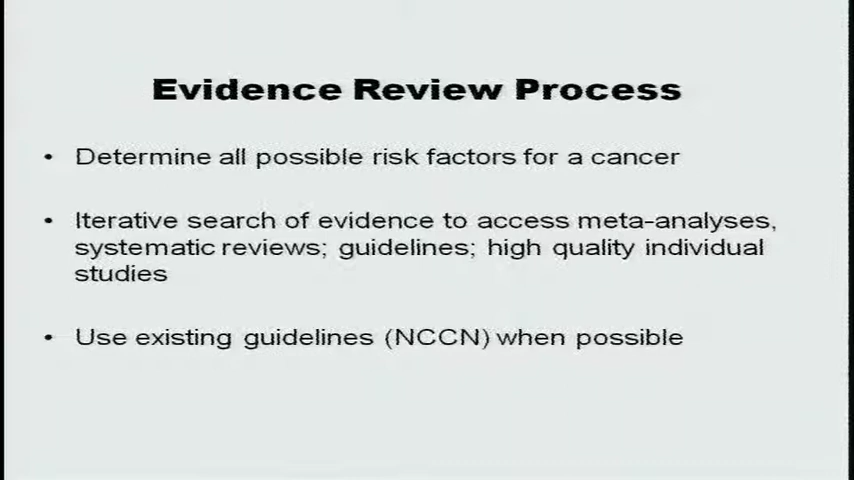 Evidence Review Process
• Determine all possible risk factors for a cancer
• Iterative search of evidence to access meta-analyses,
systematic reviews; guidelines; high quality individual
studies
• Use existing guidelines (NCCN) when possible